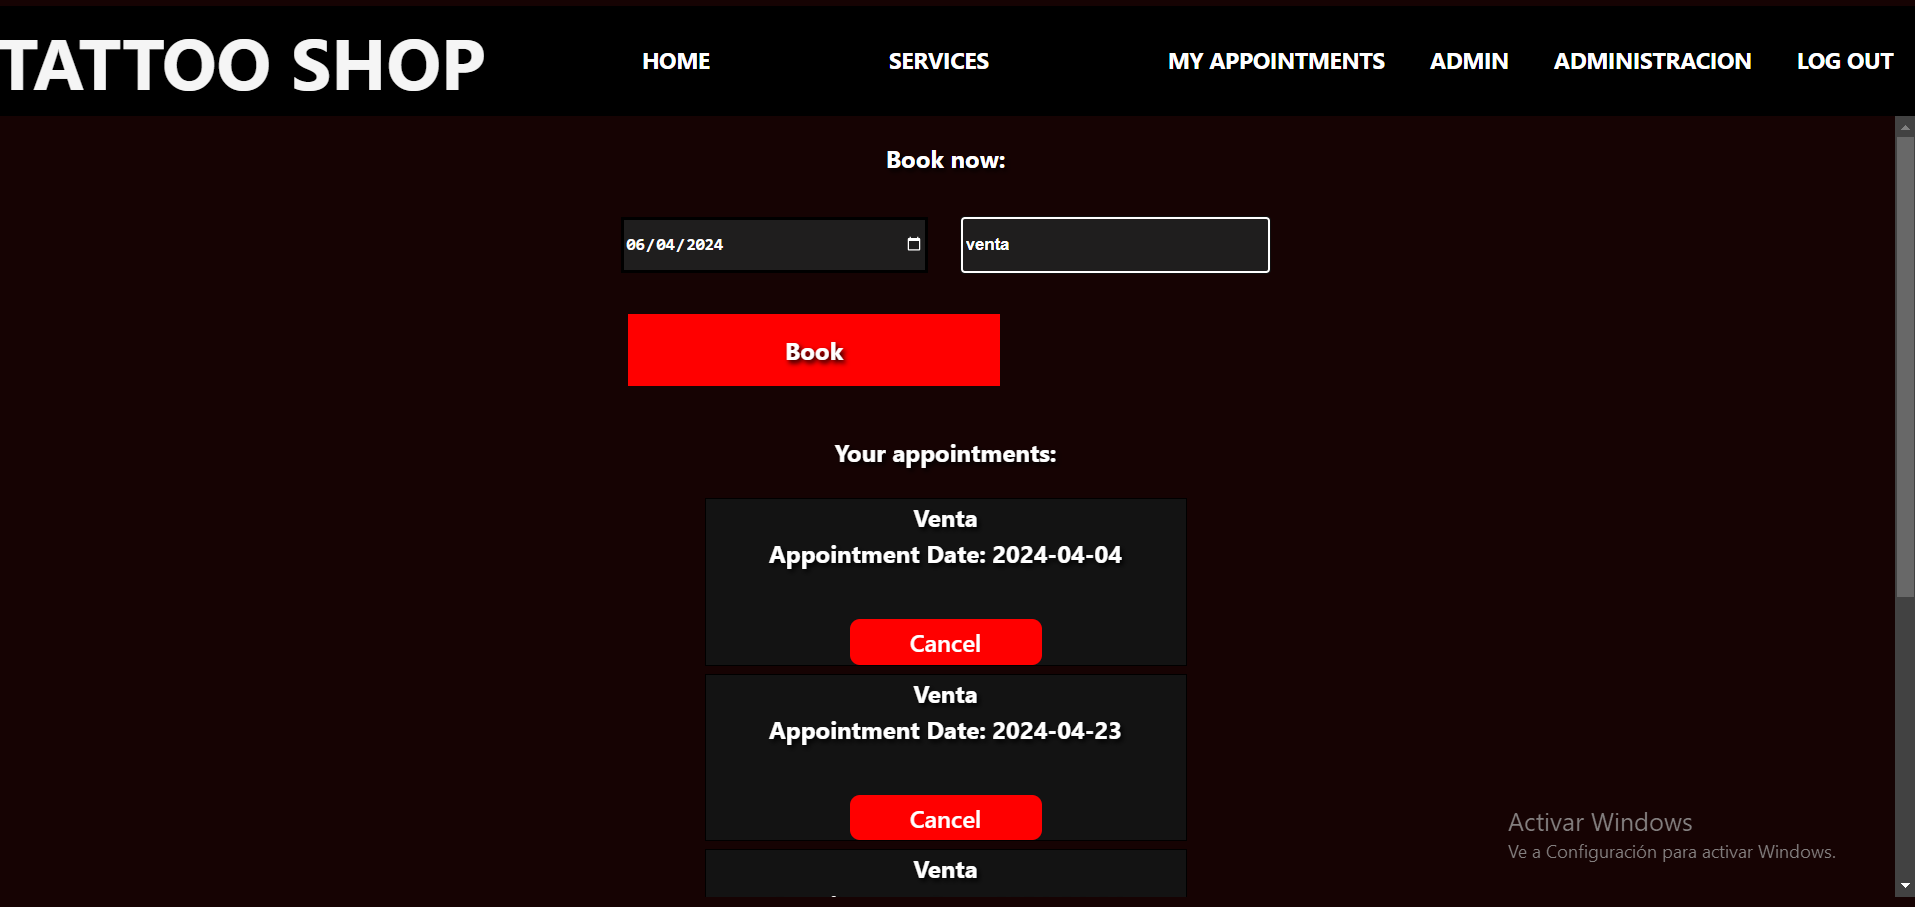 TATTOO SHOP
HOME
SERVICES
MY APPOINTMENTS
ADMIN
ADMINISTRACION
LOG OUT
Book now:
06/04/2024
venta
Book
Your appointments:
Venta
Appointment Date: 2024-04-04
Cancel
Venta
Appointment Date: 2024-04-23
Cancel
Venta
Activar Windows
Ve a Configuración para activar Windows.